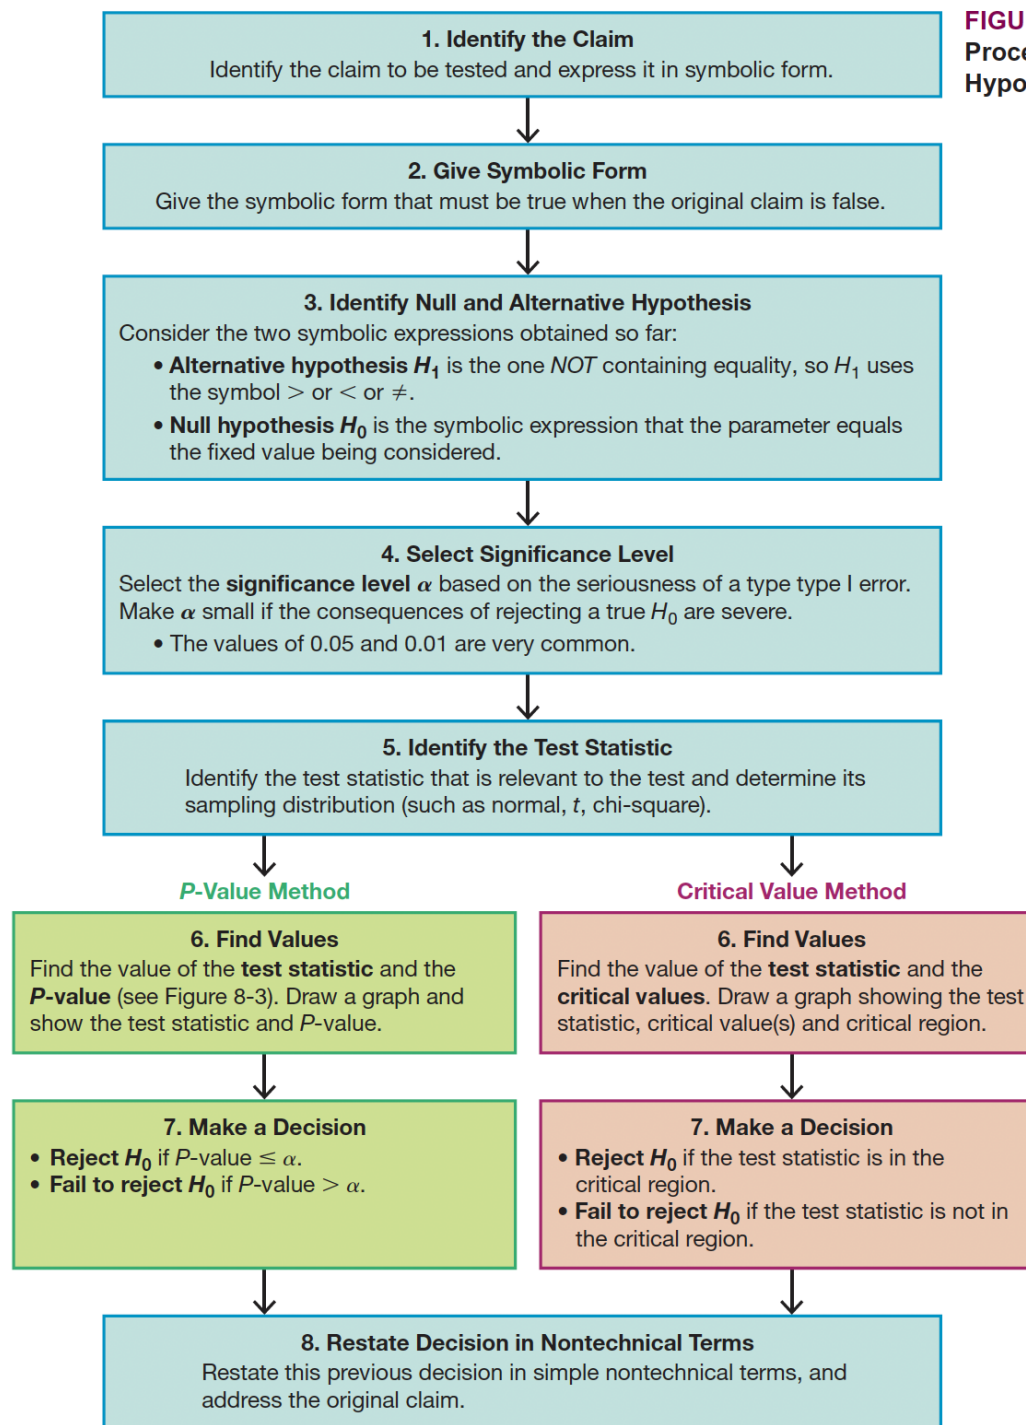 FIGU
Proce
Hypo
1. Identify the Claim
Identify the claim to be tested and express it in symbolic form.
2. Give Symbolic Form
Give the symbolic form that must be true when the original claim is false.
3. Identify Null and Alternative Hypothesis
Consider the two symbolic expressions obtained so far:
• Alternative hypothesis H₁ is the one NOT containing equality, so H₁ uses
the symbol > or < or ≠.
• Null hypothesis H₀ is the symbolic expression that the parameter equals
the fixed value being considered.
4. Select Significance Level
Select the significance level α based on the seriousness of a type type I error.
Make α small if the consequences of rejecting a true H₀ are severe.
• The values of 0.05 and 0.01 are very common.
5. Identify the Test Statistic
Identify the test statistic that is relevant to the test and determine its
sampling distribution (such as normal, t, chi-square).
P-Value Method
6. Find Values
Find the value of the test statistic and the
P-value (see Figure 8-3). Draw a graph and
show the test statistic and P-value.
7. Make a Decision
• Reject H₀ if P-value ≤ α.
• Fail to reject H₀ if P-value > α.
Critical Value Method
6. Find Values
Find the value of the test statistic and the
critical values. Draw a graph showing the test
statistic, critical value(s) and critical region.
7. Make a Decision
• Reject H₀ if the test statistic is in the
critical region.
• Fail to reject H₀ if the test statistic is not in
the critical region.
8. Restate Decision in Nontechnical Terms
Restate this previous decision in simple nontechnical terms, and
address the original claim.